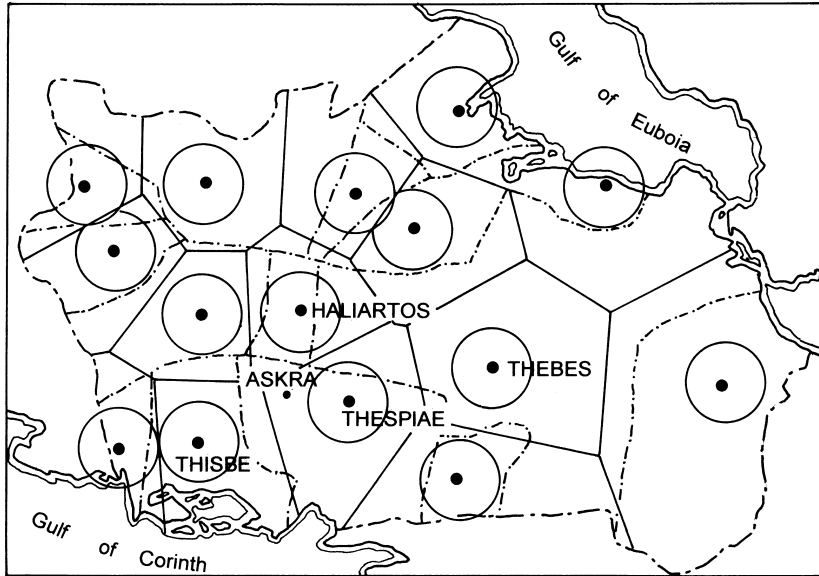 Gulf of Euboia
HALIARTOS
THEBES
ASKRA
THESPIAE
THISBE
Gulf of Corinth